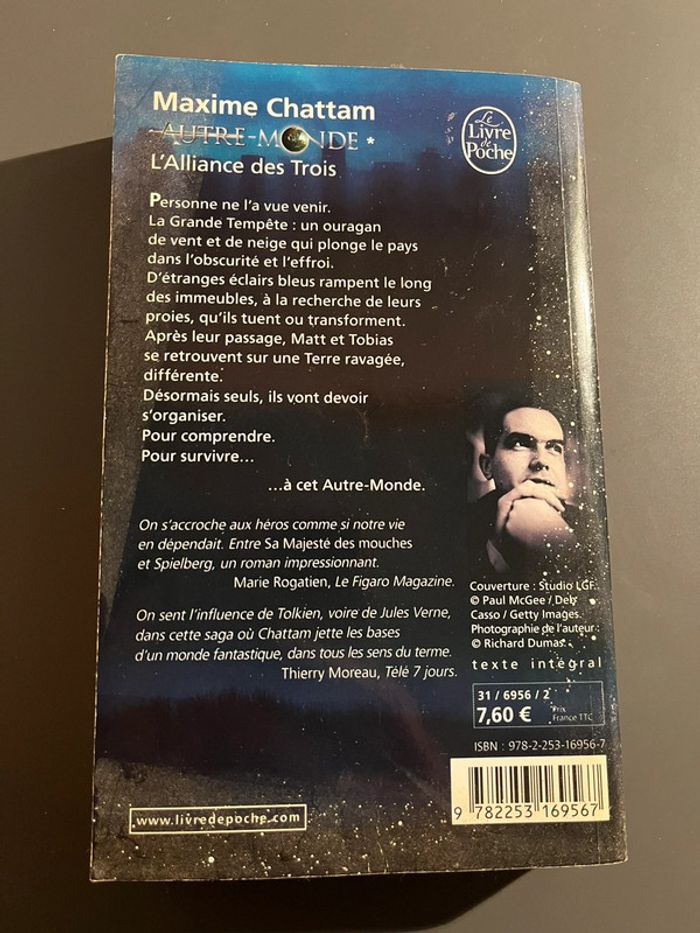 Maxime Chattam
AUTRE-MONDE *
L'Alliance des Trois
Le
Livre
de
Poche
Personne ne l'a vue venir.
La Grande Tempête : un ouragan
de vent et de neige qui plonge le pays
dans l'obscurité et l'effroi.
D'étranges éclairs bleus rampent le long
des immeubles, à la recherche de leurs
proies, qu'ils tuent ou transforment.
Après leur passage, Matt et Tobias
se retrouvent sur une Terre ravagée,
différente.
Désormais seuls, ils vont devoir
s'organiser.
Pour comprendre.
Pour survivre...
...à cet Autre-Monde.
On s'accroche aux héros comme si notre vie
en dépendait. Entre Sa Majesté des mouches
et Spielberg, un roman impressionnant.
Marie Rogatien, Le Figaro Magazine.
On sent l'influence de Tolkien, voire de Jules Verne,
dans cette saga où Chattam jette les bases
d'un monde fantastique, dans tous les sens du terme.
Thierry Moreau, Télé 7 jours.
Couverture : Studio LGF.
© Paul McGee / Dely
Casso / Getty Images.
Photographie de l'auteur :
© Richard Dumas.
texte intégral
31 / 6956 / 2
7,60 €
Prix
France TTC
ISBN : 978-2-253-16956-7
9 782253 169567
www.livredepoche.com